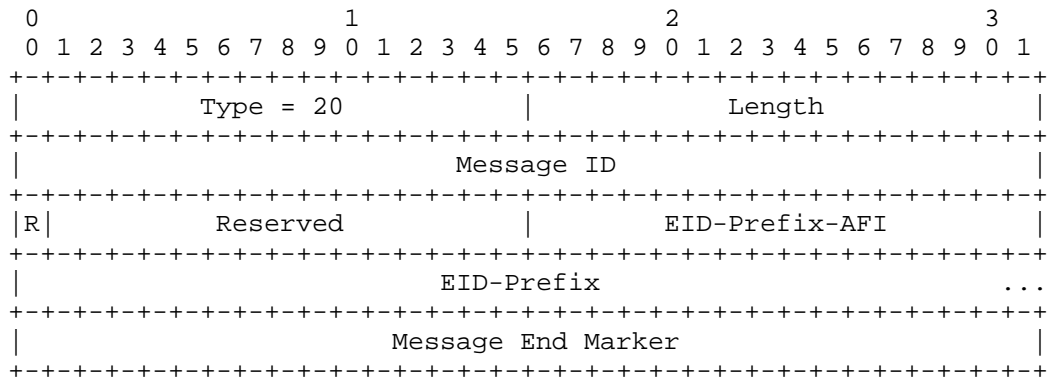 0                   1                   2                   3
 0 1 2 3 4 5 6 7 8 9 0 1 2 3 4 5 6 7 8 9 0 1 2 3 4 5 6 7 8 9 0 1
+-+-+-+-+-+-+-+-+-+-+-+-+-+-+-+-+-+-+-+-+-+-+-+-+-+-+-+-+-+-+-+-+
|           Type = 20           |            Length             |
+-+-+-+-+-+-+-+-+-+-+-+-+-+-+-+-+-+-+-+-+-+-+-+-+-+-+-+-+-+-+-+-+
|                           Message ID                          |
+-+-+-+-+-+-+-+-+-+-+-+-+-+-+-+-+-+-+-+-+-+-+-+-+-+-+-+-+-+-+-+-+
|R|          Reserved           |        EID-Prefix-AFI         |
+-+-+-+-+-+-+-+-+-+-+-+-+-+-+-+-+-+-+-+-+-+-+-+-+-+-+-+-+-+-+-+-+
|                          EID-Prefix                         ...
+-+-+-+-+-+-+-+-+-+-+-+-+-+-+-+-+-+-+-+-+-+-+-+-+-+-+-+-+-+-+-+-+
|                       Message End Marker                      |
+-+-+-+-+-+-+-+-+-+-+-+-+-+-+-+-+-+-+-+-+-+-+-+-+-+-+-+-+-+-+-+-+